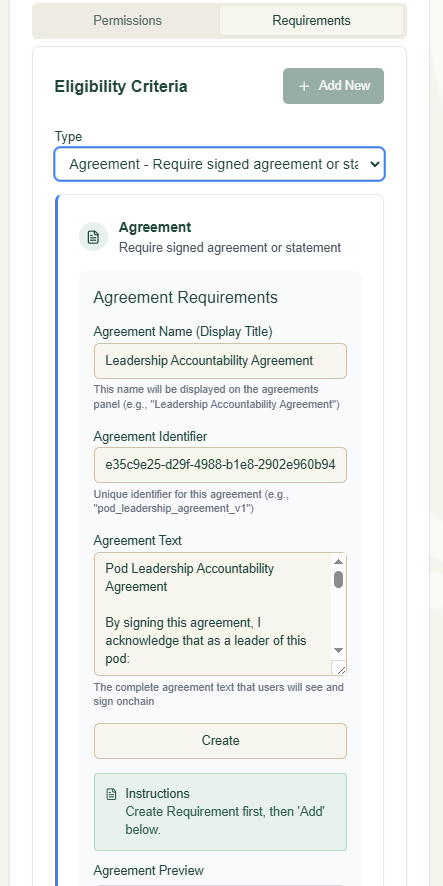 Permissions
Requirements
Eligibility Criteria
+ Add New
Type
Agreement - Require signed agreement or sta
Agreement
Require signed agreement or statement
Agreement Requirements
Agreement Name (Display Title)
Leadership Accountability Agreement
This name will be displayed on the agreements
panel (e.g., "Leadership Accountability Agreement")
Agreement Identifier
e35c9e25-d29f-4988-b1e8-2902e960b94
Unique identifier for this agreement (e.g.,
"pod_leadership_agreement_v1")
Agreement Text
Pod Leadership Accountability
Agreement
By signing this agreement, I
acknowledge that as a leader of this
pod:
The complete agreement text that users will see and
sign onchain
Create
Instructions
Create Requirement first, then 'Add'
below.
Agreement Preview